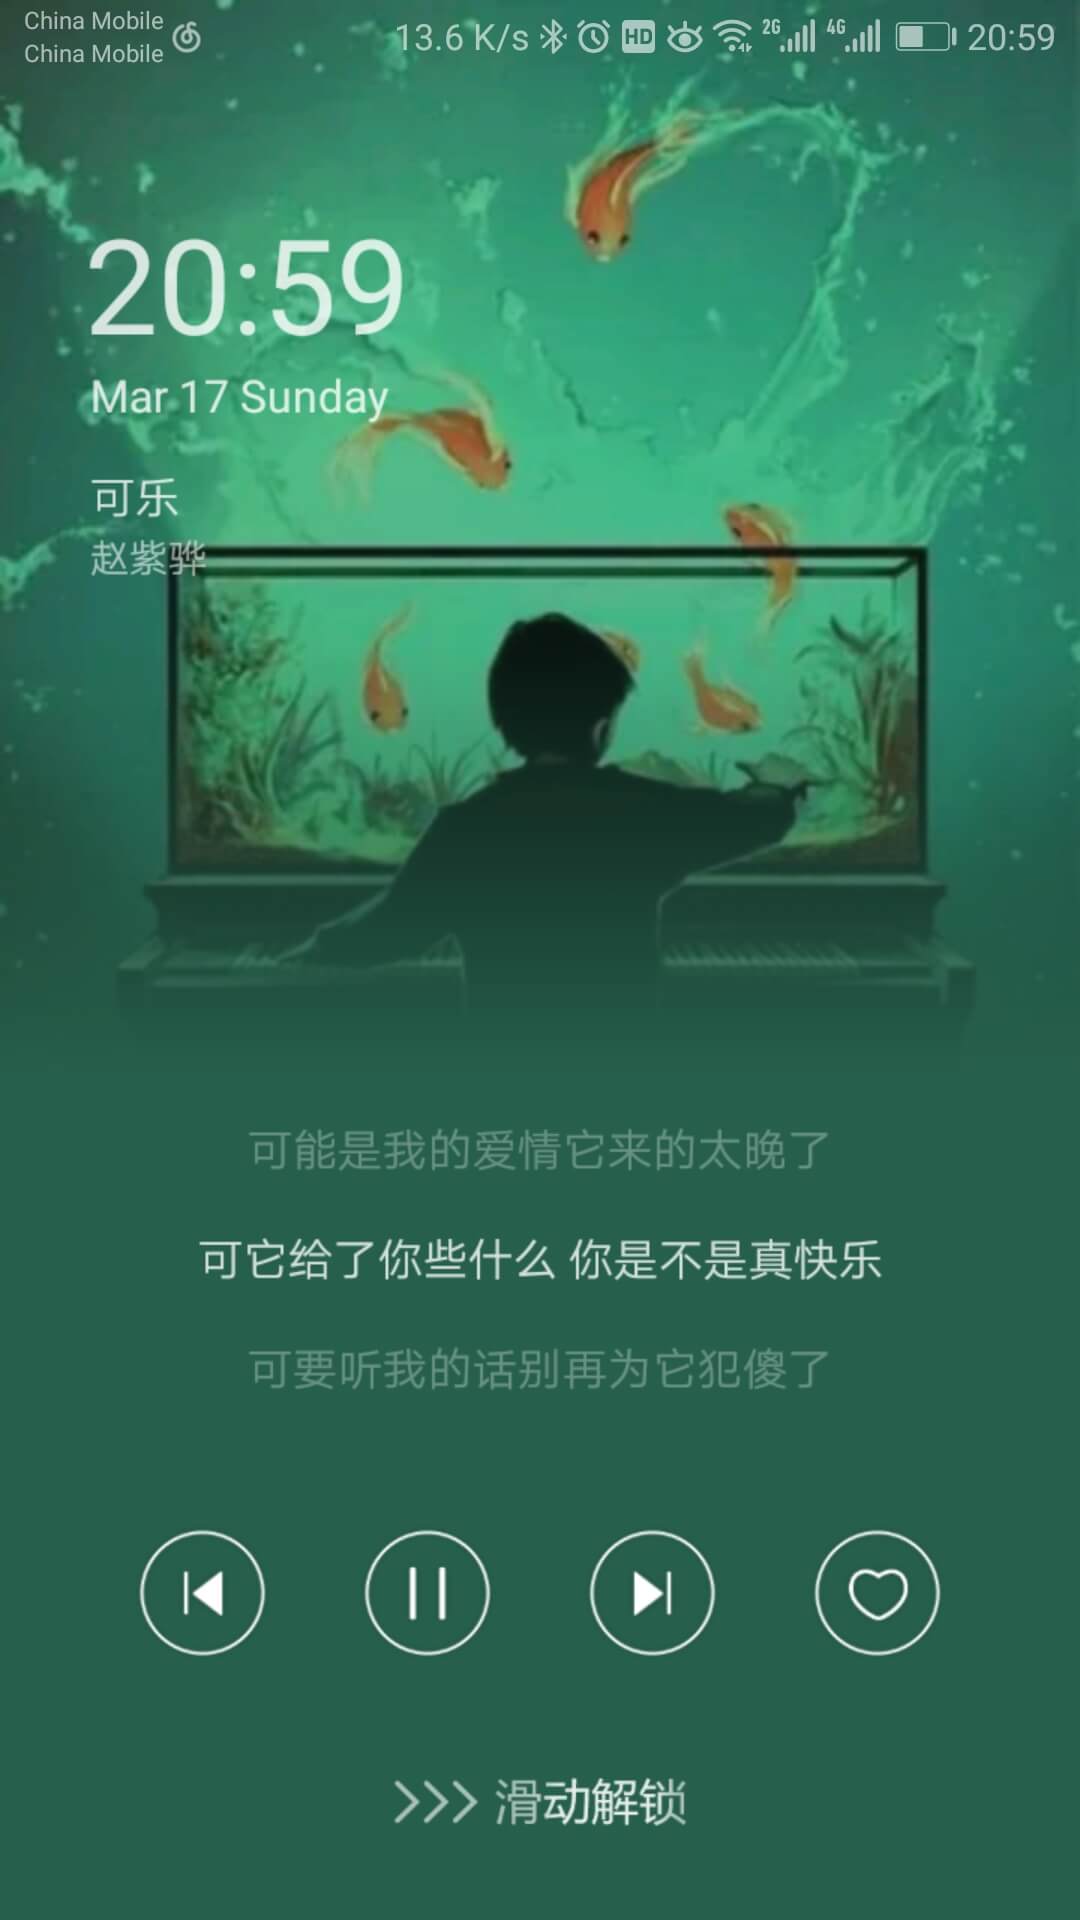 China Mobile
China Mobile
13.6 K/s HD 2G 4G 20:59
20:59
Mar 17 Sunday
可乐
赵紫骅
可能是我的爱情它来的太晚了
可它给了你些什么 你是不是真快乐
可要听我的话别再为它犯傻了
>>> 滑动解锁